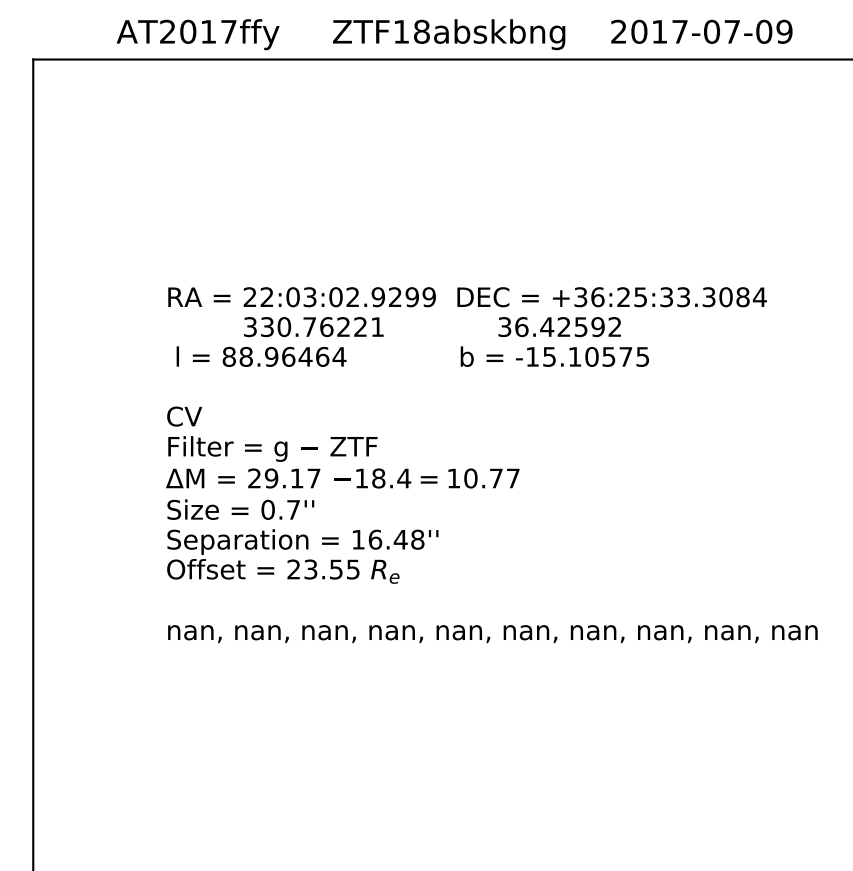 AT2017ffy ZTF18abskbng 2017-07-09
RA = 22:03:02.9299 DEC = +36:25:33.3084
330.76221 36.42592
l = 88.96464 b = -15.10575
CV
Filter = g − ZTF
ΔM = 29.17 −18.4 = 10.77
Size = 0.7''
Separation = 16.48''
Offset = 23.55 Rₑ
nan, nan, nan, nan, nan, nan, nan, nan, nan, nan